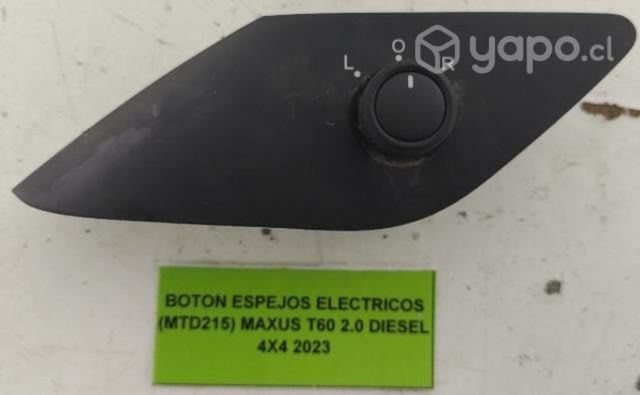 yapo.cl
O
L
R
BOTON ESPEJOS ELECTRICOS
(MTD215) MAXUS T60 2.0 DIESEL
4X4 2023